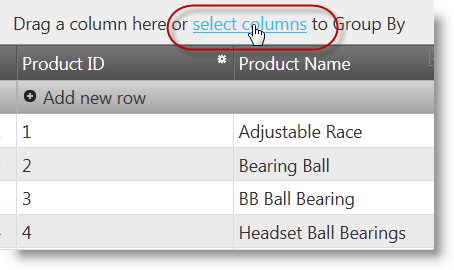 Drag a column here or select columns to Group By
Product ID Product Name
Add new row
1 Adjustable Race
2 Bearing Ball
3 BB Ball Bearing
4 Headset Ball Bearings